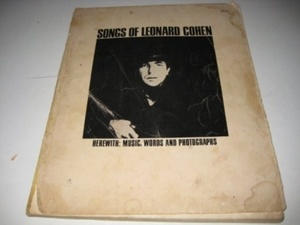 SONGS OF LEONARD COHEN
HEREWITH: MUSIC, WORDS AND PHOTOGRAPHS